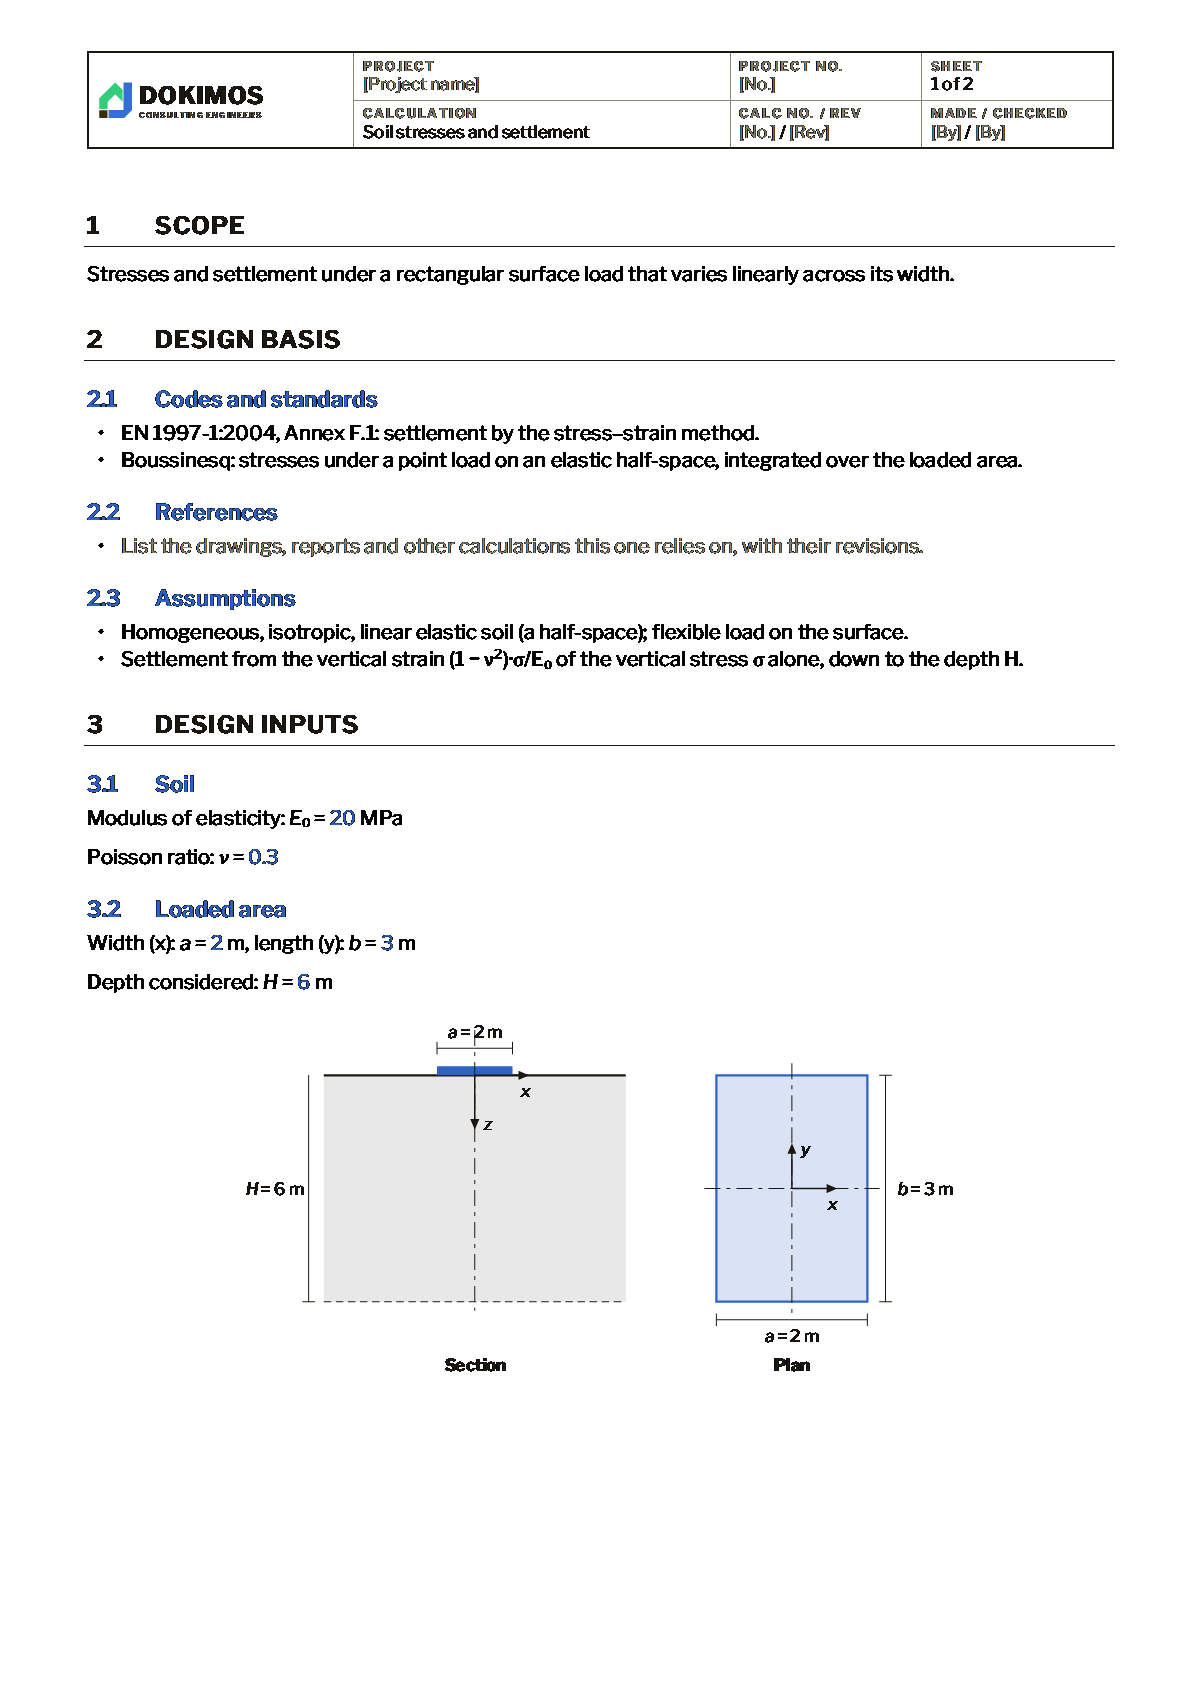 DOKIMOS
CONSULTING ENGINEERS
PROJECT
[Project name]
PROJECT NO.
[No.]
SHEET
1 of 2
CALCULATION
Soil stresses and settlement
CALC NO. / REV
[No.] / [Rev]
MADE / CHECKED
[By] / [By]
1 SCOPE
Stresses and settlement under a rectangular surface load that varies linearly across its width.
2 DESIGN BASIS
2.1 Codes and standards
• EN 1997-1:2004, Annex F.1: settlement by the stress–strain method.
• Boussinesq: stresses under a point load on an elastic half-space, integrated over the loaded area.
2.2 References
• List the drawings, reports and other calculations this one relies on, with their revisions.
2.3 Assumptions
• Homogeneous, isotropic, linear elastic soil (a half-space); flexible load on the surface.
• Settlement from the vertical strain (1 − ν²)·σ/E₀ of the vertical stress σ alone, down to the depth H.
3 DESIGN INPUTS
3.1 Soil
Modulus of elasticity: E₀ = 20 MPa
Poisson ratio: ν = 0.3
3.2 Loaded area
Width (x): a = 2 m, length (y): b = 3 m
Depth considered: H = 6 m
a = 2 m
x
z
H = 6 m
Section
y
x
b = 3 m
a = 2 m
Plan